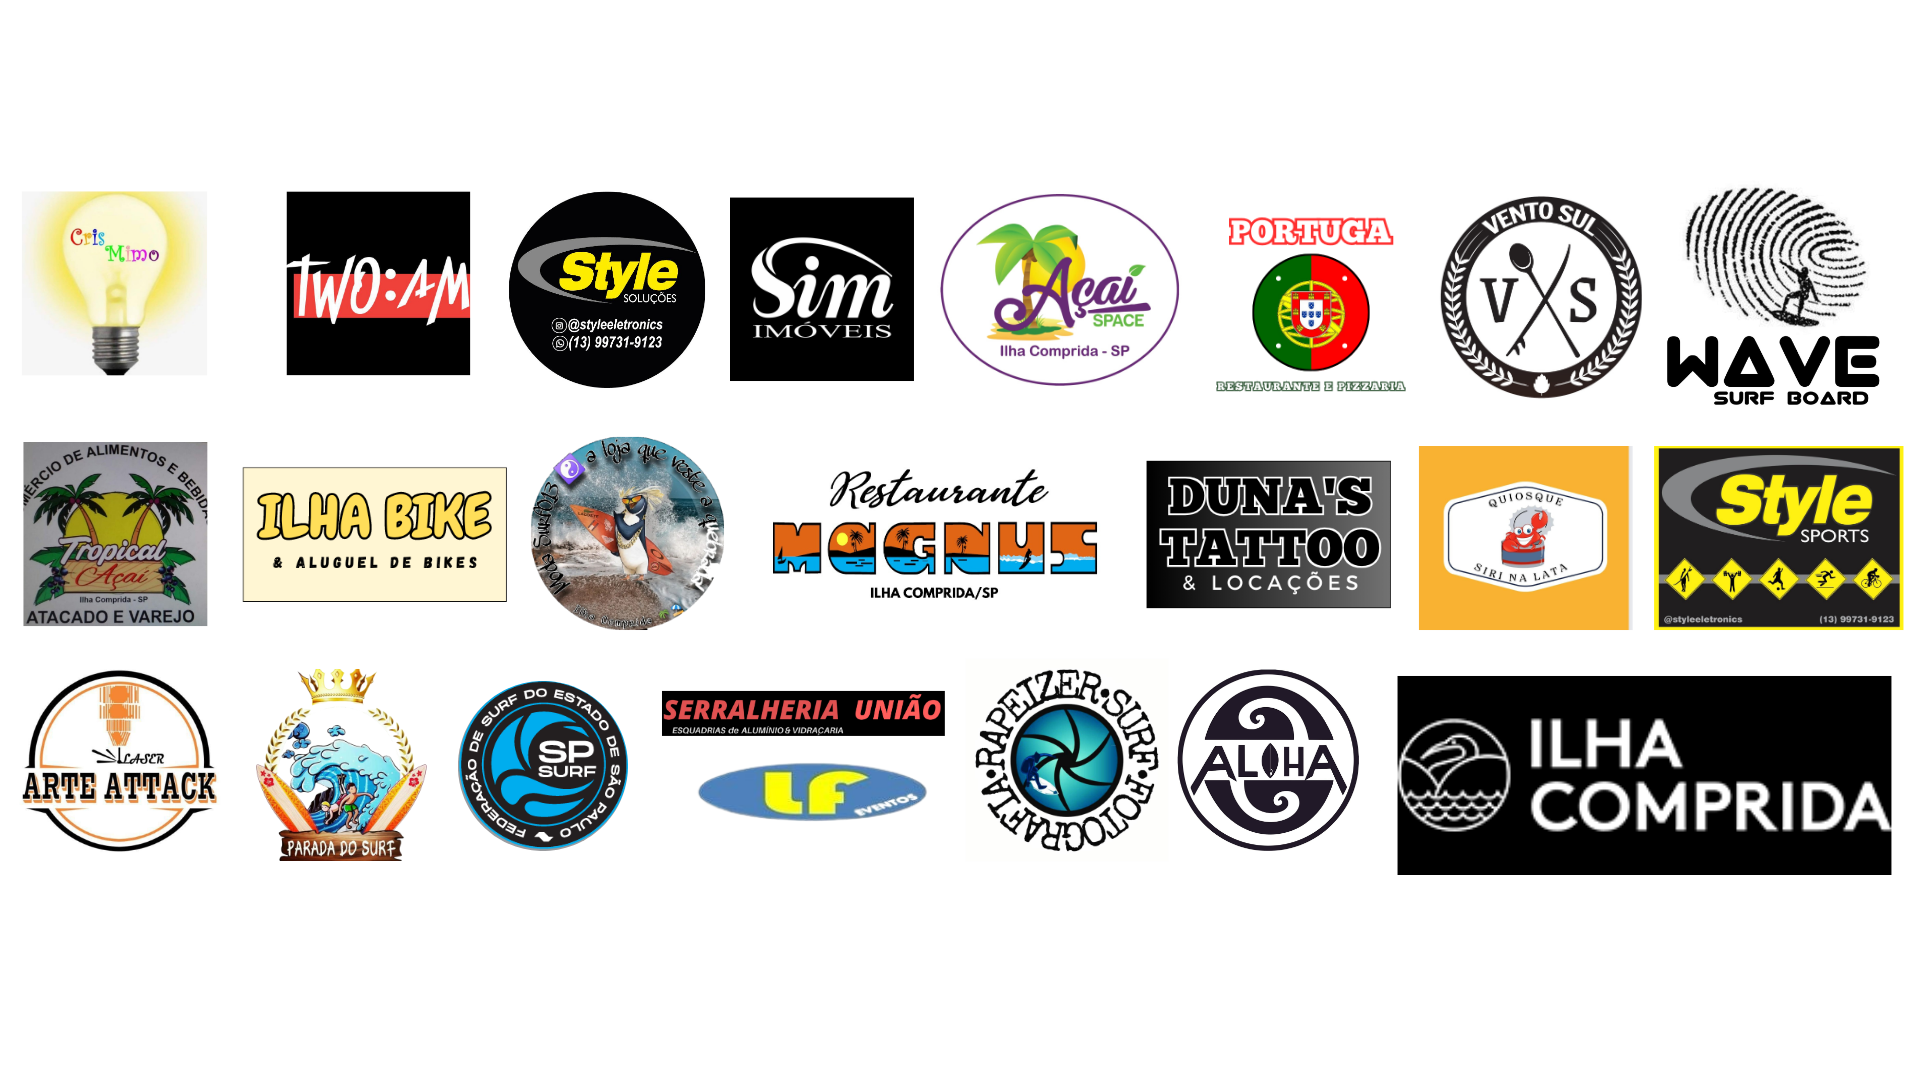 Cris
Mimo
TWO:AM
Style
SOLUÇÕES
@styleeletronics
(13) 99731-9123
Sim
IMÓVEIS
Açaí
SPACE
Ilha Comprida - SP
PORTUGA
RESTAURANTE E PIZZARIA
VENTO SUL
V S
WAVE
SURF BOARD
DE ALIMENTOS E
Tropical
Açaí
Ilha Comprida - SP
ATACADO E VAREJO
ILHA BIKE
& ALUGUEL DE BIKES
a loja que veste a
Restaurante
MAGNUS
ILHA COMPRIDA/SP
DUNA'S
TATTOO
& LOCAÇÕES
QUIOSQUE
SIRI NA LATA
Style
SPORTS
@styleeletronics (13) 99731-9123
LASER
ARTE ATTACK
PARADA DO SURF
FEDERAÇÃO DE SURF DO ESTADO DE SÃO PAULO
SP
SURF
SERRALHERIA UNIÃO
ESQUADRIAS de ALUMÍNIO & VIDRAÇARIA
LF
EVENTOS
RAPEIZER • SURF • FOTOGRAFIA •
ALOHA
ILHA
COMPRIDA